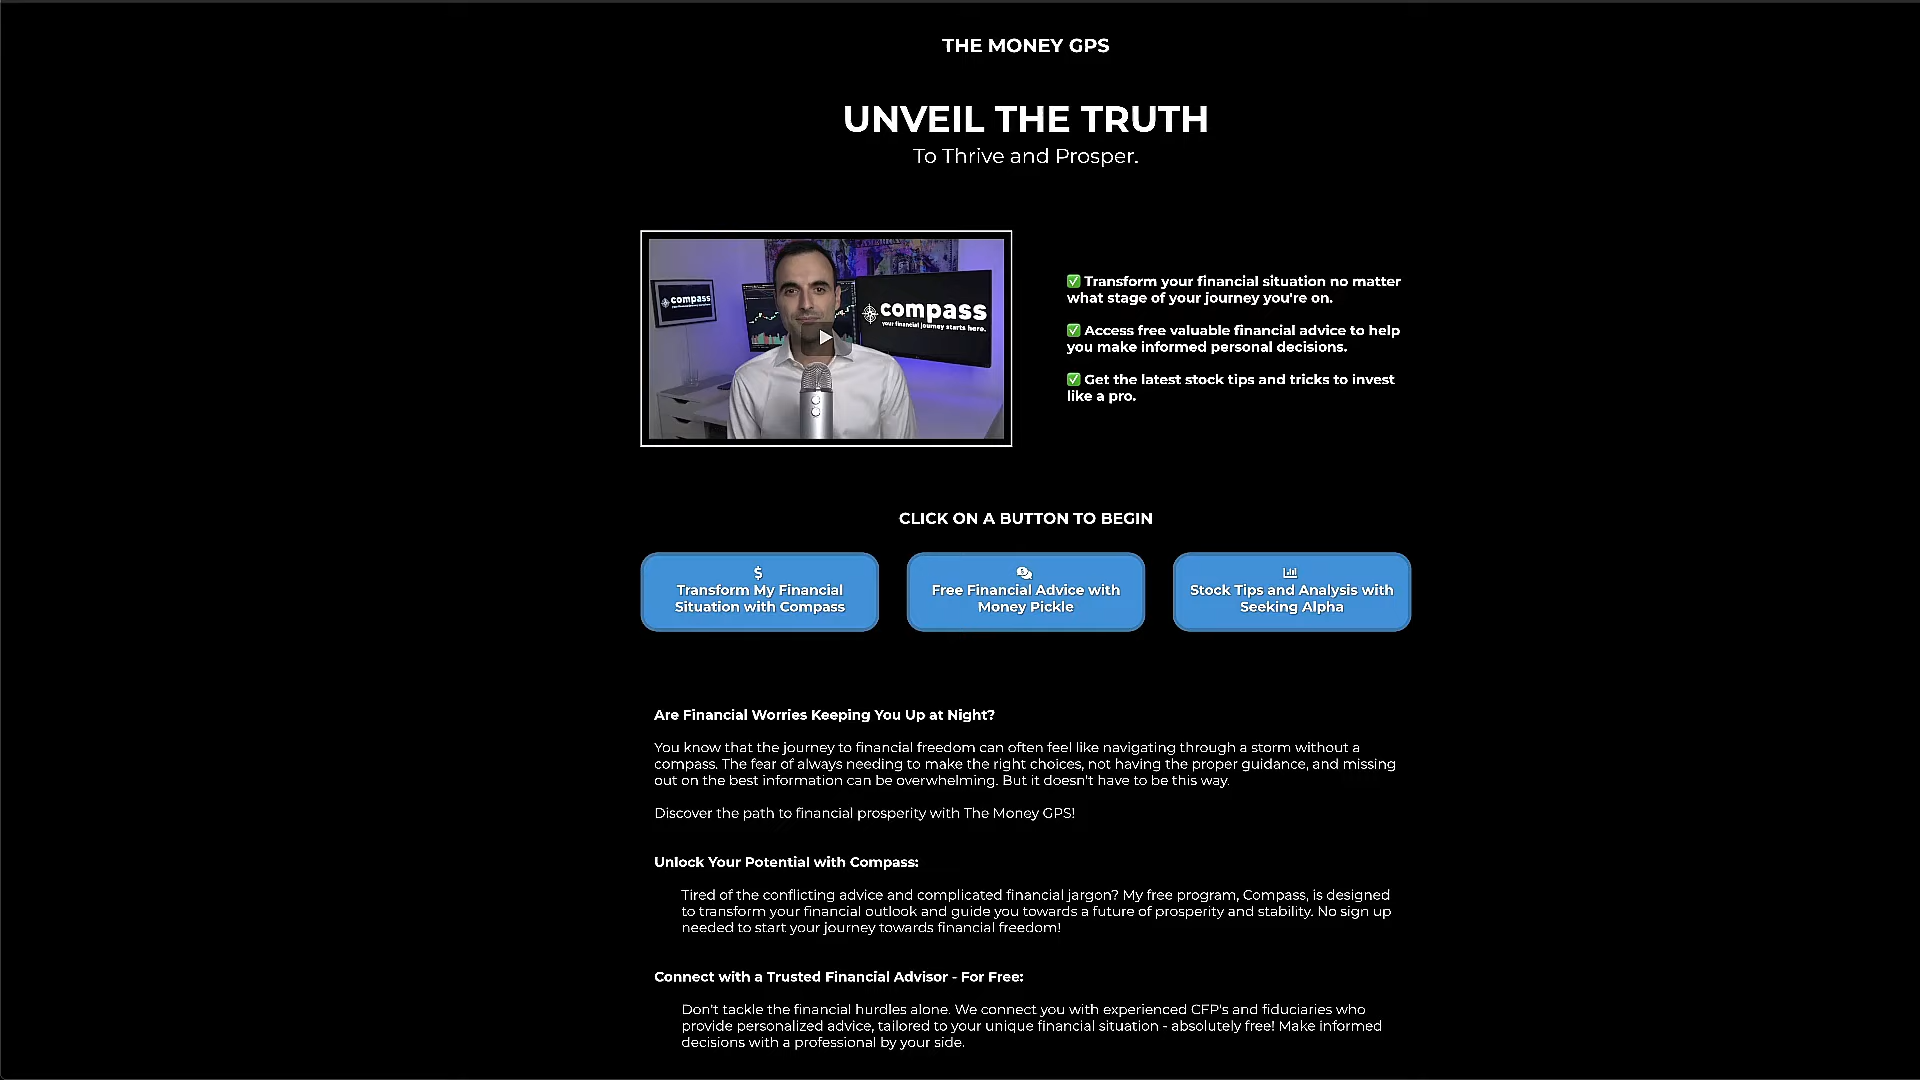 THE MONEY GPS
UNVEIL THE TRUTH
To Thrive and Prosper.
compass
compass
your financial journey starts here.
✅ Transform your financial situation no matter
what stage of your journey you're on.
✅ Access free valuable financial advice to help
you make informed personal decisions.
✅ Get the latest stock tips and tricks to invest
like a pro.
CLICK ON A BUTTON TO BEGIN
Transform My Financial
Situation with Compass
Free Financial Advice with
Money Pickle
Stock Tips and Analysis with
Seeking Alpha
Are Financial Worries Keeping You Up at Night?
You know that the journey to financial freedom can often feel like navigating through a storm without a
compass. The fear of always needing to make the right choices, not having the proper guidance, and missing
out on the best information can be overwhelming. But it doesn't have to be this way.
Discover the path to financial prosperity with The Money GPS!
Unlock Your Potential with Compass:
Tired of the conflicting advice and complicated financial jargon? My free program, Compass, is designed
to transform your financial outlook and guide you towards a future of prosperity and stability. No sign up
needed to start your journey towards financial freedom!
Connect with a Trusted Financial Advisor - For Free:
Don't tackle the financial hurdles alone. We connect you with experienced CFP's and fiduciaries who
provide personalized advice, tailored to your unique financial situation - absolutely free! Make informed
decisions with a professional by your side.